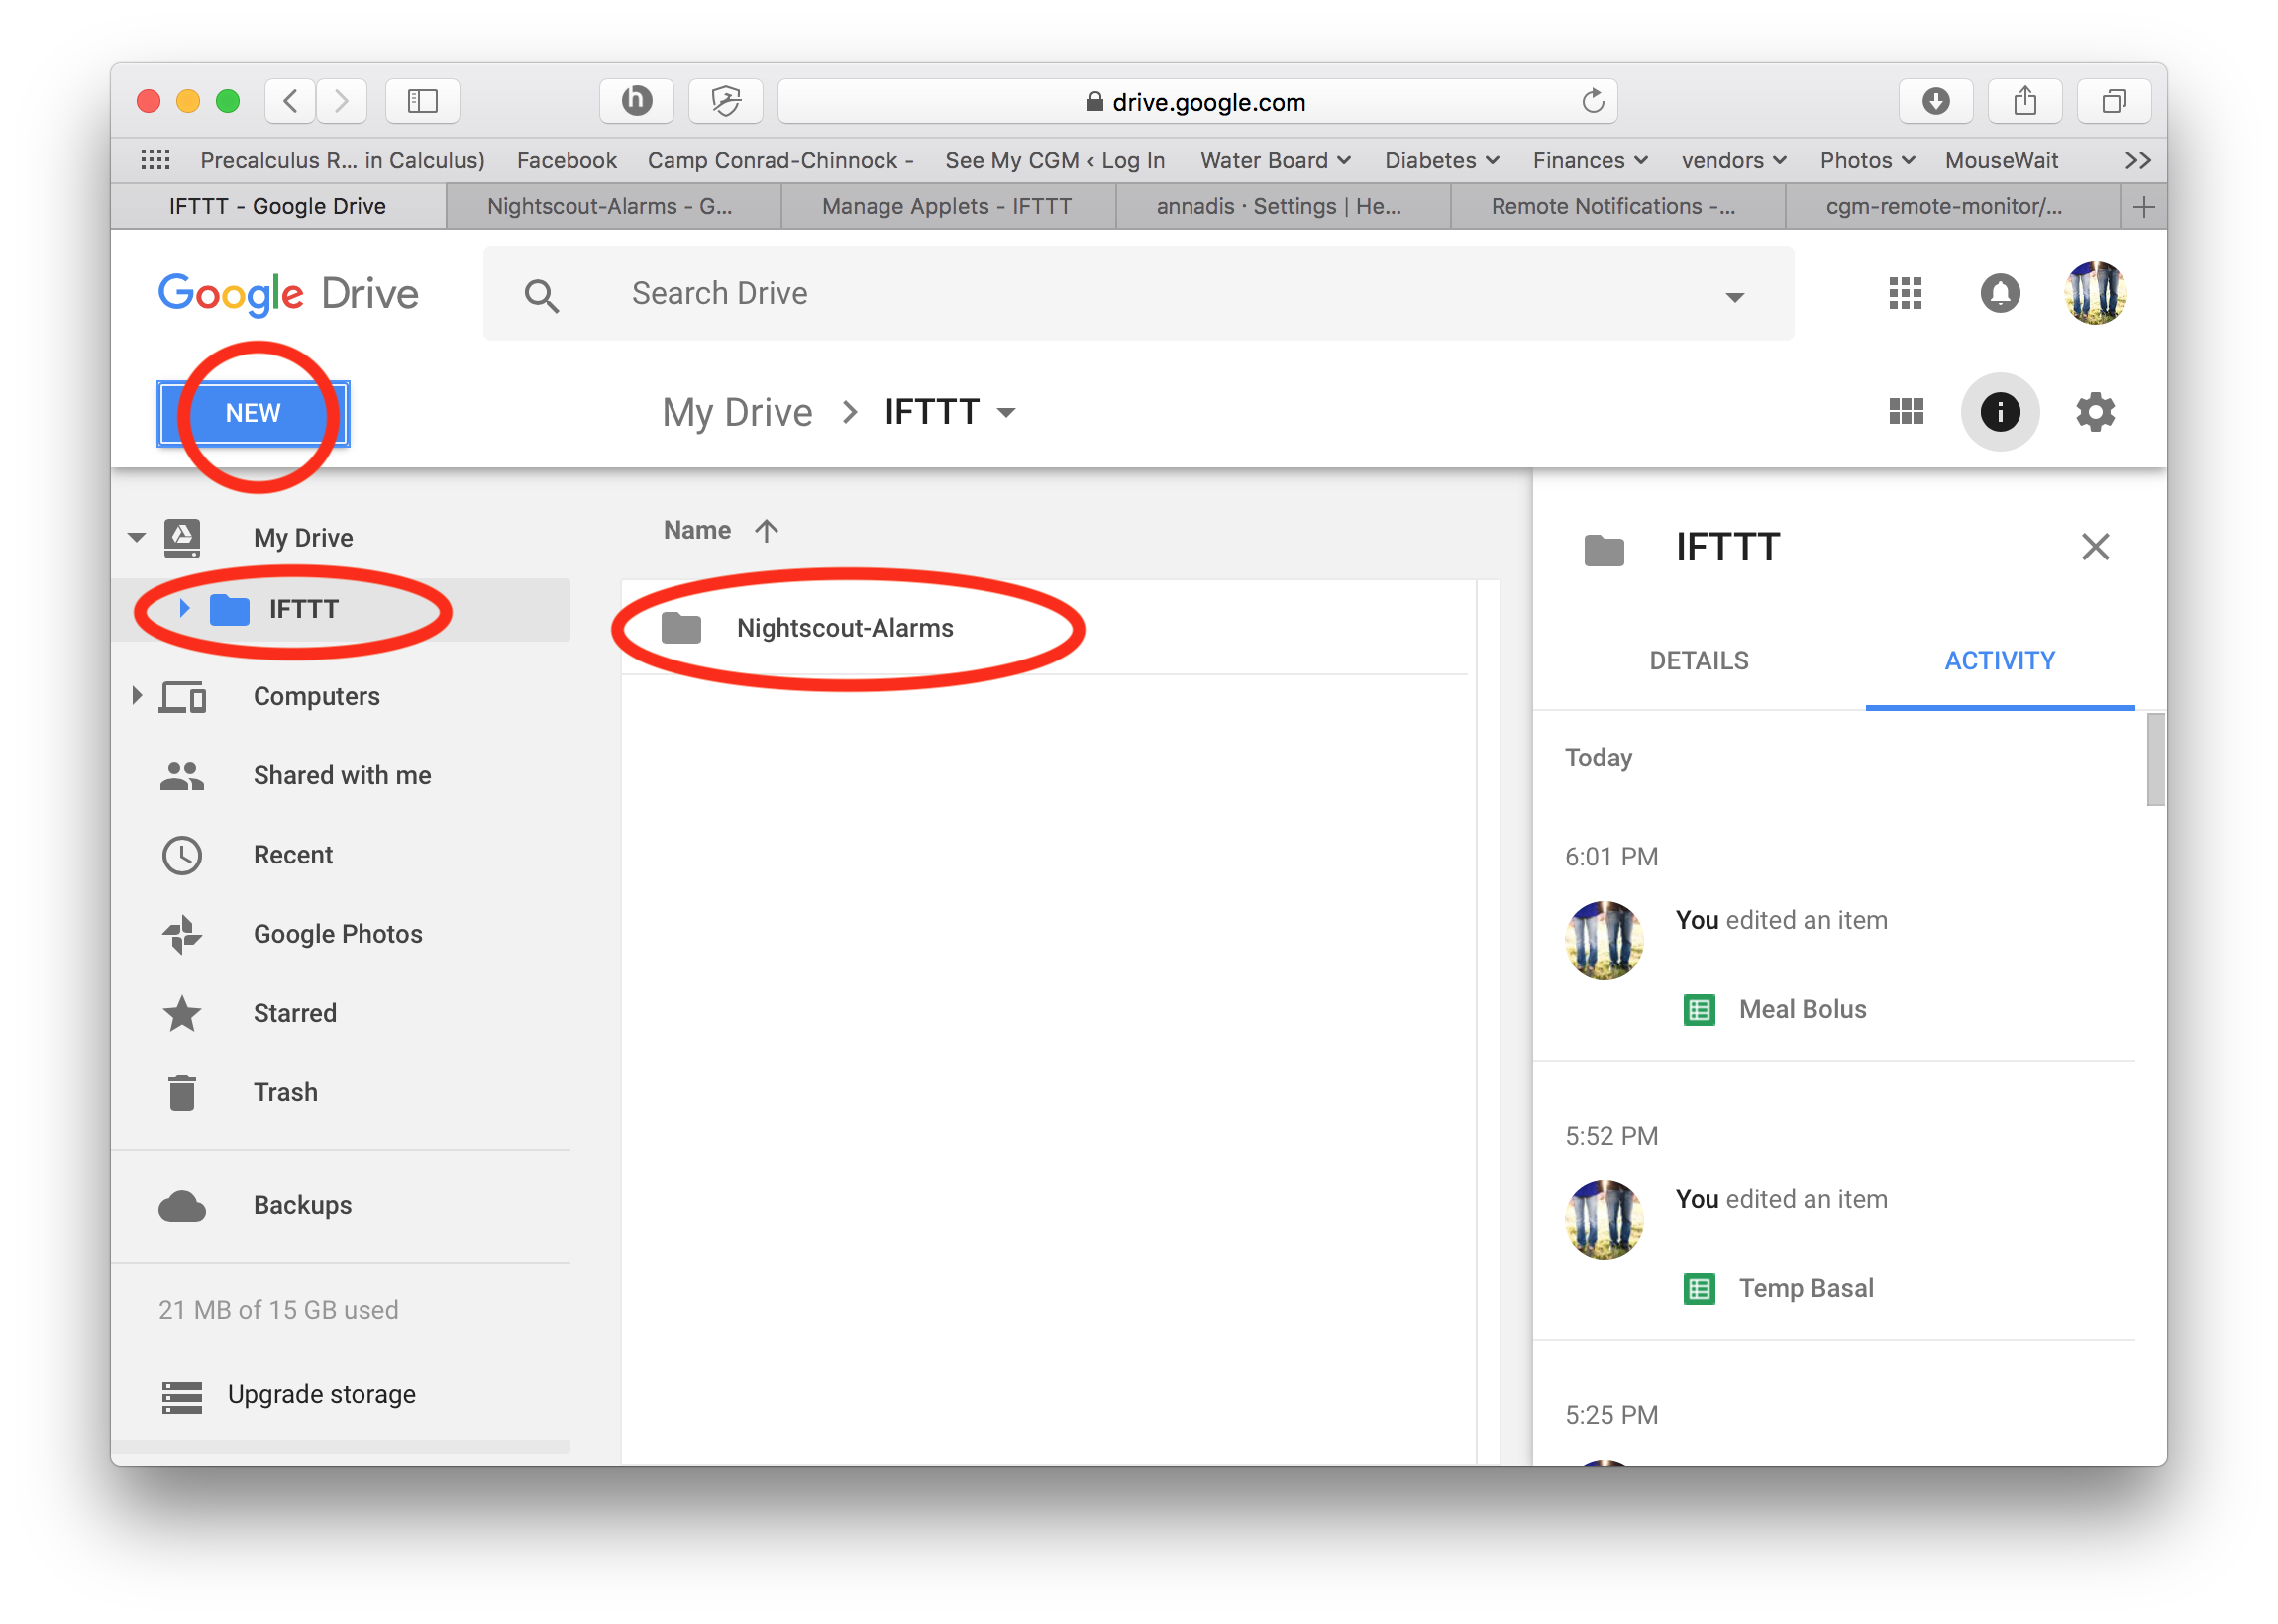 h
drive.google.com
Precalculus R... in Calculus) Facebook Camp Conrad-Chinnock - See My CGM ‹ Log In Water Board Diabetes Finances vendors Photos MouseWait
IFTTT - Google Drive Nightscout-Alarms - G... Manage Applets - IFTTT annadis · Settings | He... Remote Notifications -... cgm-remote-monitor/...
Google Drive Search Drive
NEW My Drive > IFTTT
My Drive
IFTTT
Computers
Shared with me
Recent
Google Photos
Starred
Trash
Backups
21 MB of 15 GB used
Upgrade storage
Name
Nightscout-Alarms
IFTTT
DETAILS ACTIVITY
Today
6:01 PM
You edited an item
Meal Bolus
5:52 PM
You edited an item
Temp Basal
5:25 PM